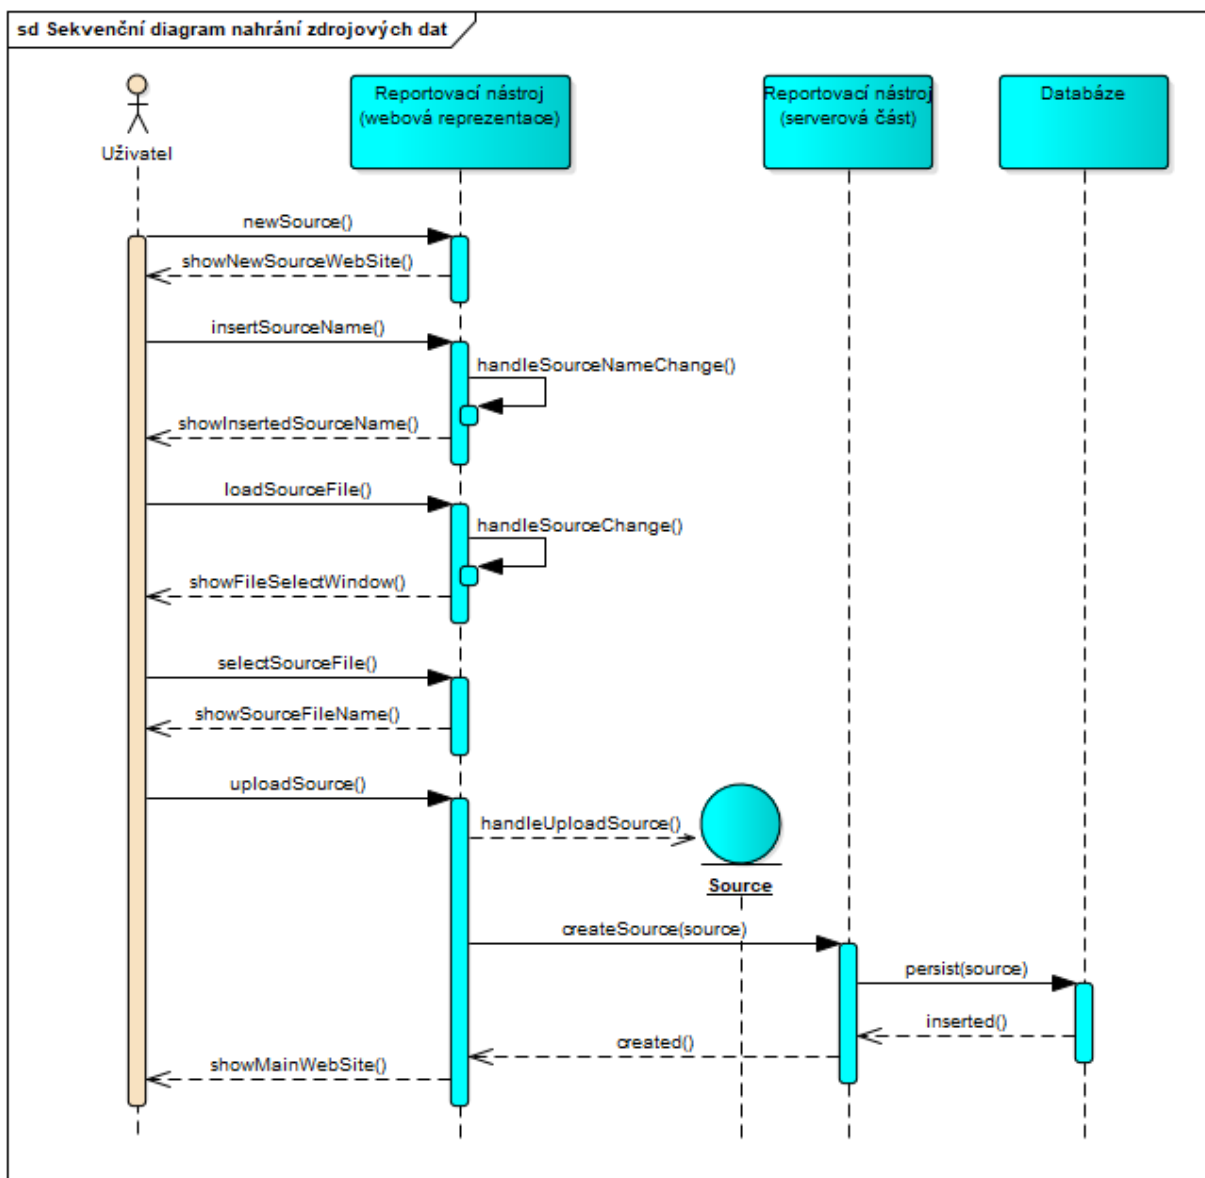 sd Sekvenční diagram nahrání zdrojových dat
Uživatel
Reportovací nástroj
(webová reprezentace)
Reportovací nástroj
(serverová část)
Databáze
newSource()
showNewSourceWebSite()
insertSourceName()
handleSourceNameChange()
showInsertedSourceName()
loadSourceFile()
handleSourceChange()
showFileSelectWindow()
selectSourceFile()
showSourceFileName()
uploadSource()
handleUploadSource()
Source
createSource(source)
persist(source)
inserted()
created()
showMainWebSite()